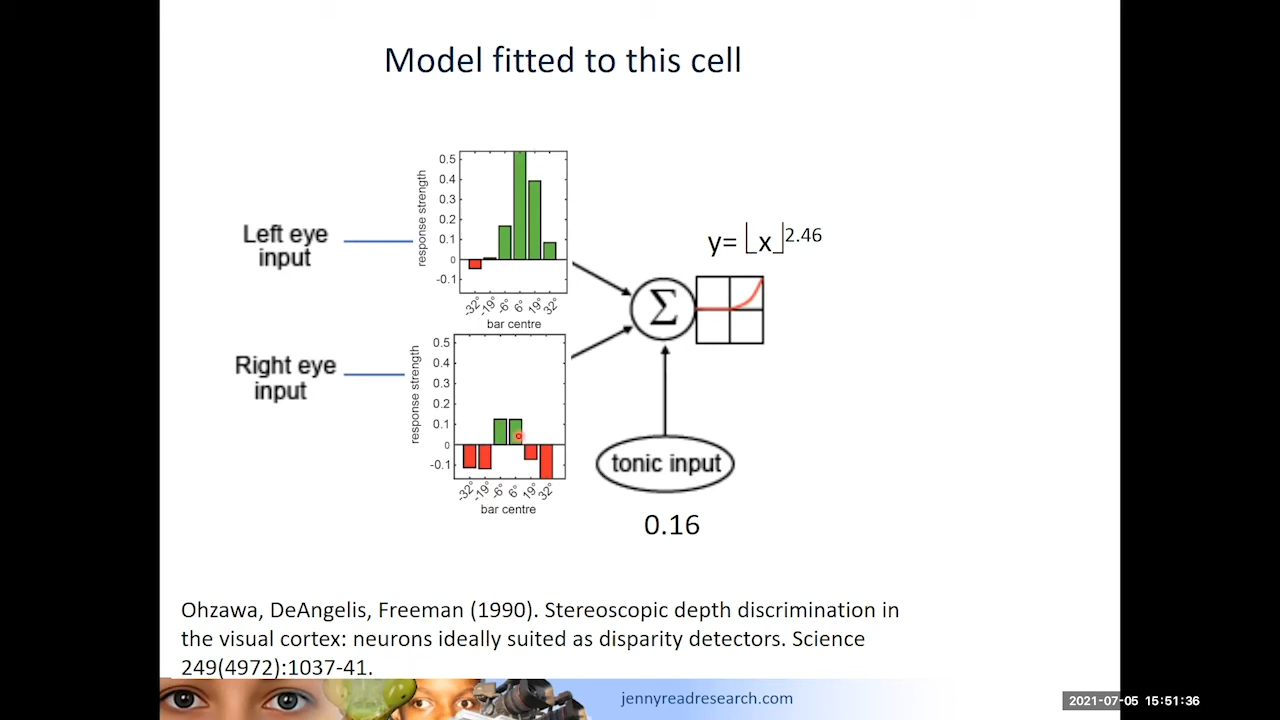 Model fitted to this cell
Left eye
input
response strength
0.5
0.4
0.3
0.2
0.1
0
-0.1
-32° -19° -6° 6° 19° 32°
bar centre
y= ⌊x⌋2.46
Σ
Right eye
input
response strength
0.5
0.4
0.3
0.2
0.1
0
-0.1
-32° -19° -6° 6° 19° 32°
bar centre
tonic input
0.16
Ohzawa, DeAngelis, Freeman (1990). Stereoscopic depth discrimination in
the visual cortex: neurons ideally suited as disparity detectors. Science
249(4972):1037-41.
jennyreadresearch.com
2021-07-05 15:51:36